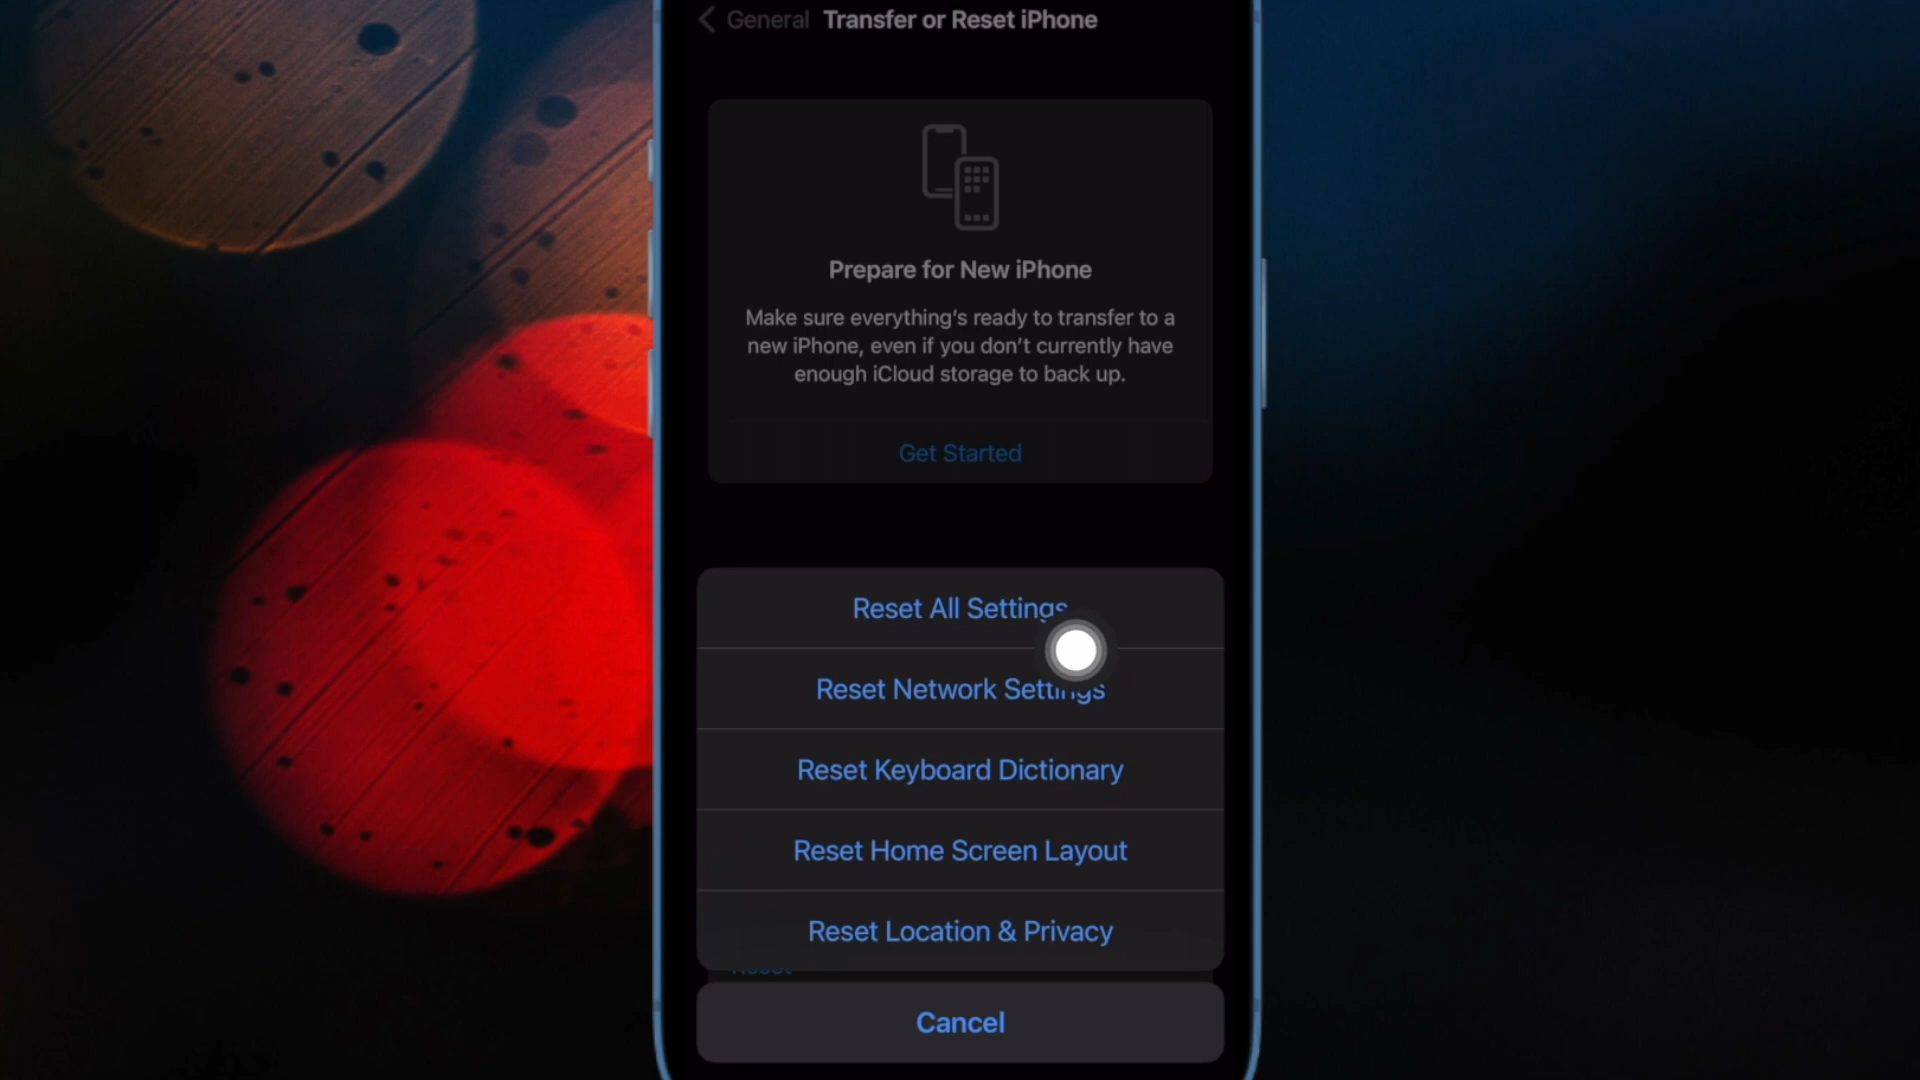 General Transfer or Reset iPhone
Prepare for New iPhone
Make sure everything's ready to transfer to a
new iPhone, even if you don't currently have
enough iCloud storage to back up.
Get Started
Reset All Settings
Reset Network Settings
Reset Keyboard Dictionary
Reset Home Screen Layout
Reset Location & Privacy
Reset
Cancel